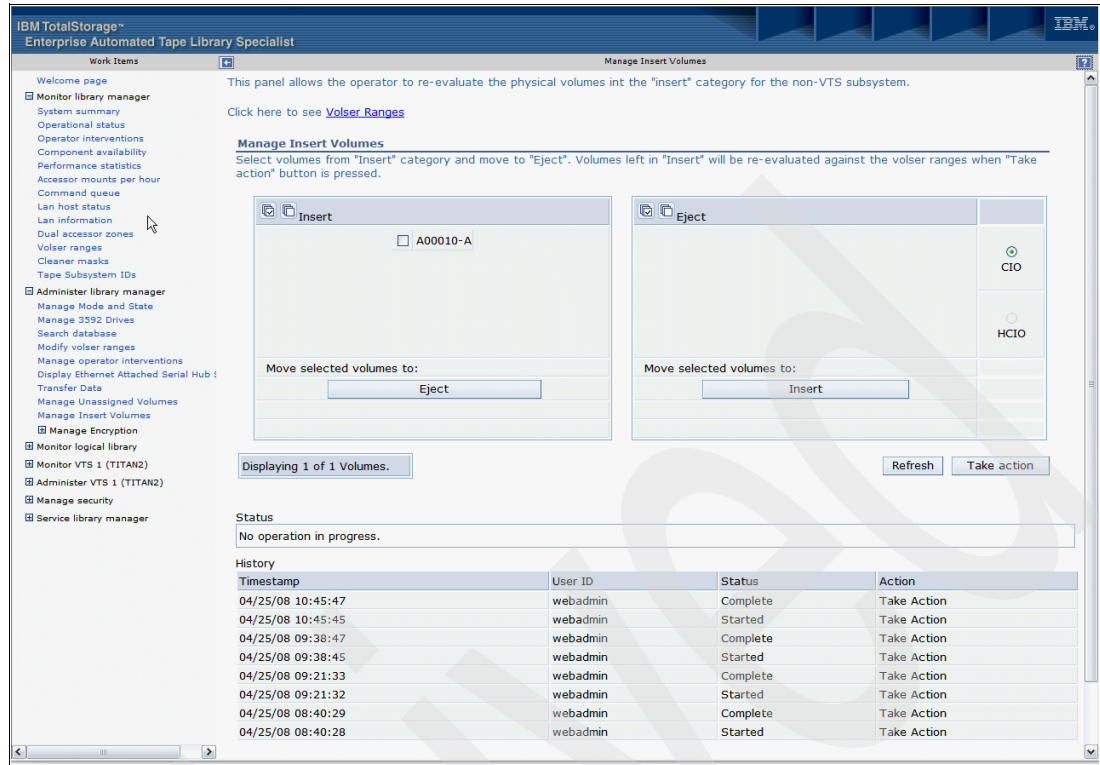 IBM TotalStorage™
Enterprise Automated Tape Library Specialist
IBM®
Work Items
Manage Insert Volumes
?
Welcome page
Monitor library manager
System summary
Operational status
Operator interventions
Component availability
Performance statistics
Accessor mounts per hour
Command queue
Lan host status
Lan information
Dual accessor zones
Volser ranges
Cleaner masks
Tape Subsystem IDs
Administer library manager
Manage Mode and State
Manage 3592 Drives
Search database
Modify volser ranges
Manage operator interventions
Display Ethernet Attached Serial Hub
Transfer Data
Manage Unassigned Volumes
Manage Insert Volumes
Manage Encryption
Monitor logical library
Monitor VTS 1 (TITAN2)
Administer VTS 1 (TITAN2)
Manage security
Service library manager
This panel allows the operator to re-evaluate the physical volumes int the "insert" category for the non-VTS subsystem.
Click here to see Volser Ranges
Manage Insert Volumes
Select volumes from "Insert" category and move to "Eject". Volumes left in "Insert" will be re-evaluated against the volser ranges when "Take
action" button is pressed.
Insert
A00010-A
Move selected volumes to:
Eject
Eject
CIO
HCIO
Move selected volumes to:
Insert
Displaying 1 of 1 Volumes.
Refresh
Take action
Status
No operation in progress.
History
Timestamp User ID Status Action
04/25/08 10:45:47 webadmin Complete Take Action
04/25/08 10:45:45 webadmin Started Take Action
04/25/08 09:38:47 webadmin Complete Take Action
04/25/08 09:38:45 webadmin Started Take Action
04/25/08 09:21:33 webadmin Complete Take Action
04/25/08 09:21:32 webadmin Started Take Action
04/25/08 08:40:29 webadmin Complete Take Action
04/25/08 08:40:28 webadmin Started Take Action